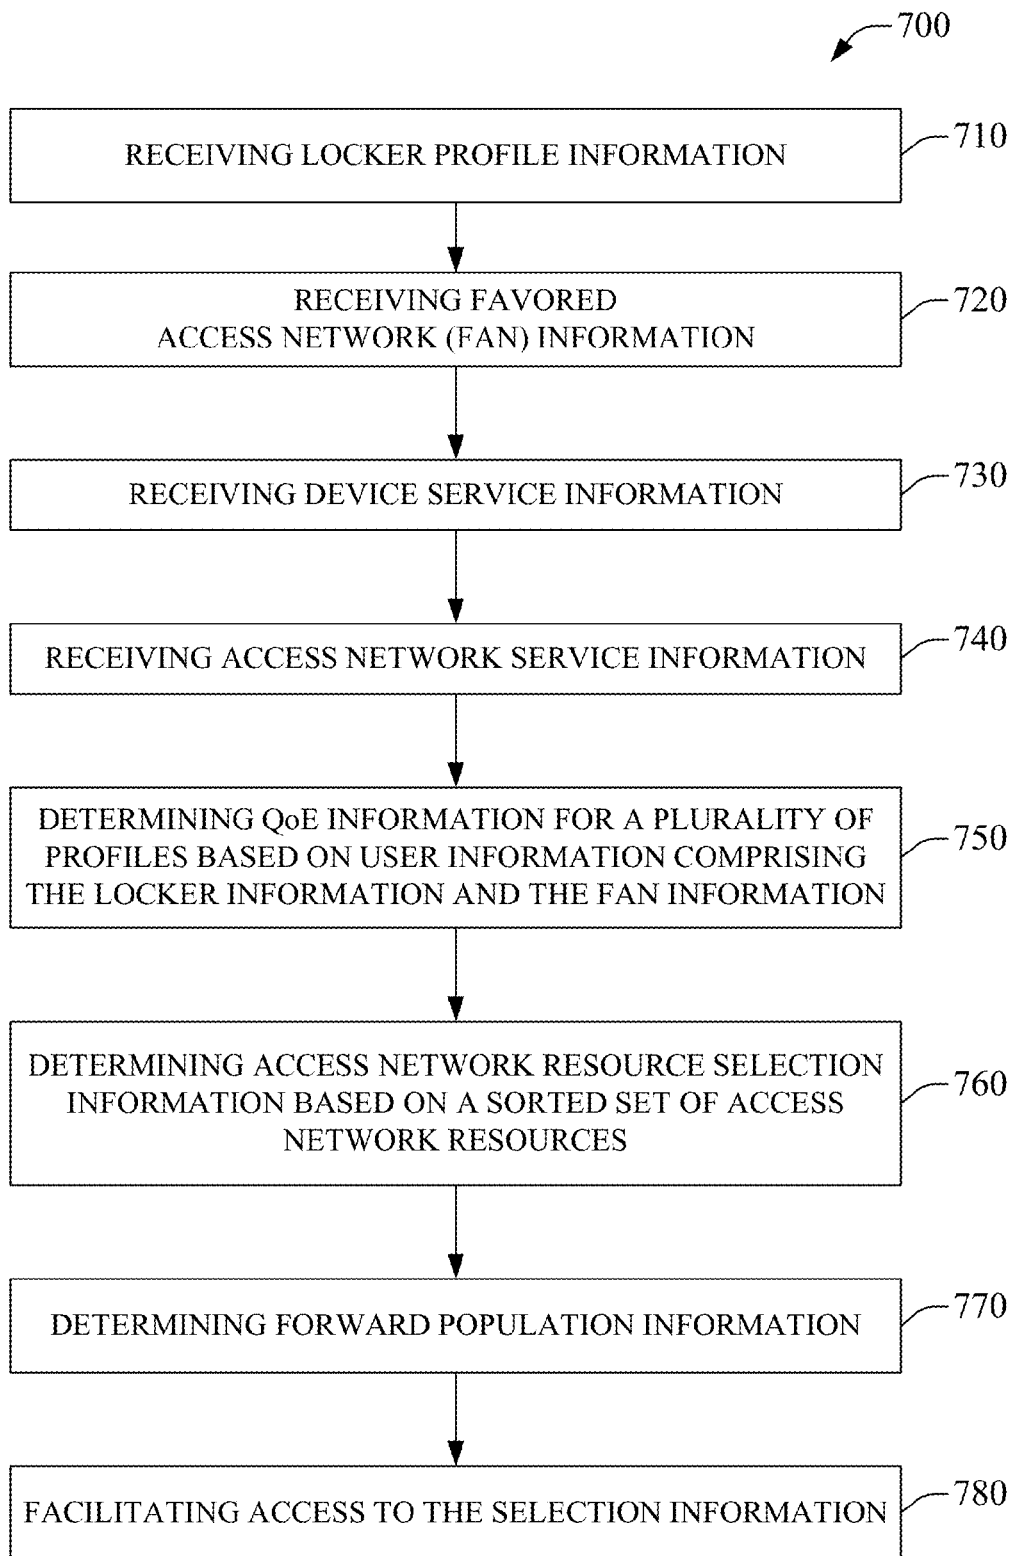 700
RECEIVING LOCKER PROFILE INFORMATION
710
RECEIVING FAVORED
ACCESS NETWORK (FAN) INFORMATION
720
RECEIVING DEVICE SERVICE INFORMATION
730
RECEIVING ACCESS NETWORK SERVICE INFORMATION
740
DETERMINING QoE INFORMATION FOR A PLURALITY OF
PROFILES BASED ON USER INFORMATION COMPRISING
THE LOCKER INFORMATION AND THE FAN INFORMATION
750
DETERMINING ACCESS NETWORK RESOURCE SELECTION
INFORMATION BASED ON A SORTED SET OF ACCESS
NETWORK RESOURCES
760
DETERMINING FORWARD POPULATION INFORMATION
770
FACILITATING ACCESS TO THE SELECTION INFORMATION
780